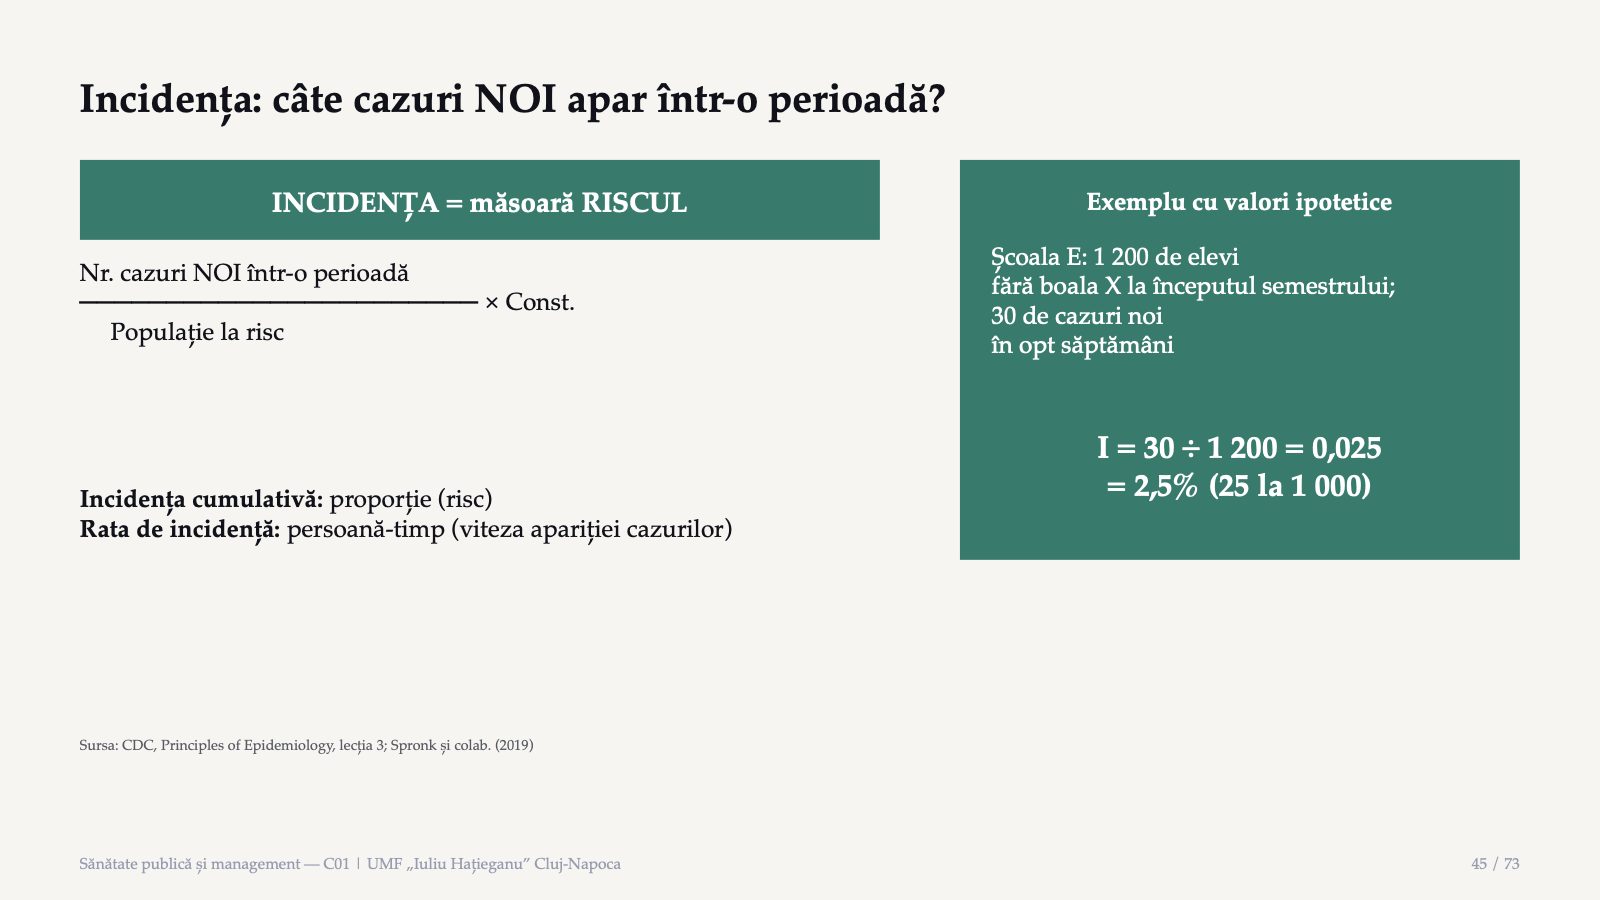 Incidența: câte cazuri NOI apar într-o perioadă?
INCIDENȚA = măsoară RISCUL
Nr. cazuri NOI într-o perioadă
× Const.
Populație la risc
Incidența cumulativă: proporție (risc)
Rata de incidență: persoană-timp (viteza apariției cazurilor)
Exemplu cu valori ipotetice
Școala E: 1 200 de elevi
fără boala X la începutul semestrului;
30 de cazuri noi
în opt săptămâni
I = 30 ÷ 1 200 = 0,025
= 2,5% (25 la 1 000)
Sursa: CDC, Principles of Epidemiology, lecția 3; Spronk și colab. (2019)
Sănătate publică și management — C01 | UMF „Iuliu Hațieganu” Cluj-Napoca
45 / 73